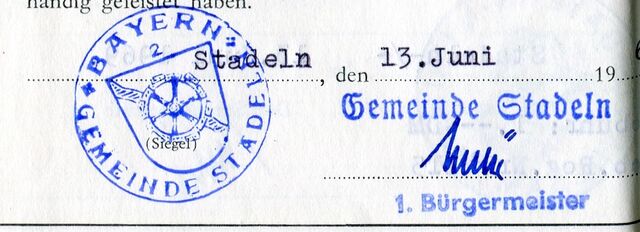 händig geleistet haben.
BAYERN
2
GEMEINDE STADELN
(Siegel)
Stadeln, den 13.Juni 19
Gemeinde Stadeln
1. Bürgermeister